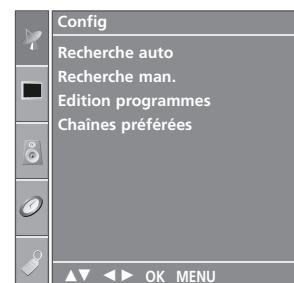 Config
Recherche auto
Recherche man.
Edition programmes
Chaînes préférées
▲▼ ◄► OK MENU